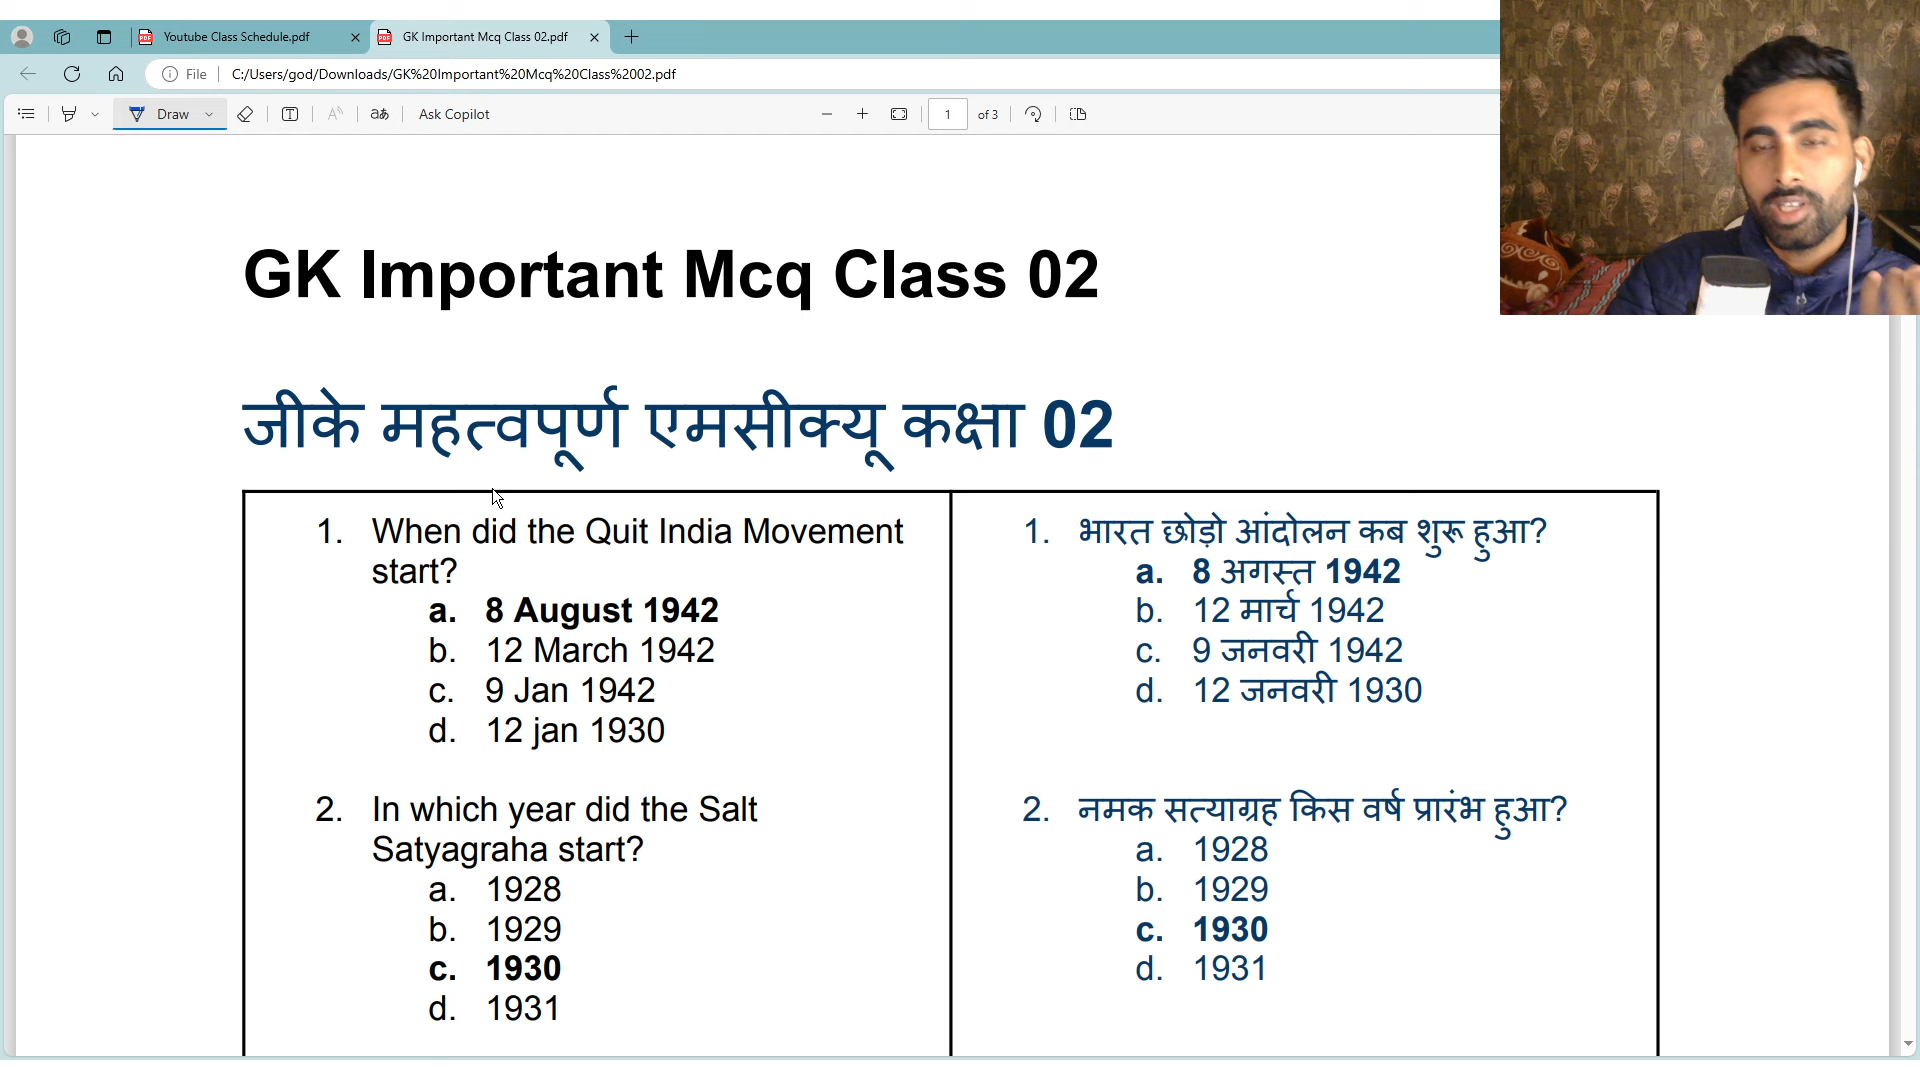 Youtube Class Schedule.pdf
GK Important Mcq Class 02.pdf
File
C:/Users/god/Downloads/GK%20Important%20Mcq%20Class%2002.pdf
Draw
aあ
Ask Copilot
1 of 3
GK Important Mcq Class 02
जीके महत्वपूर्ण एमसीक्यू कक्षा 02
1. When did the Quit India Movement
start?
a. 8 August 1942
b. 12 March 1942
c. 9 Jan 1942
d. 12 jan 1930
2. In which year did the Salt
Satyagraha start?
a. 1928
b. 1929
c. 1930
d. 1931
1. भारत छोड़ो आंदोलन कब शुरू हुआ?
a. 8 अगस्त 1942
b. 12 मार्च 1942
c. 9 जनवरी 1942
d. 12 जनवरी 1930
2. नमक सत्याग्रह किस वर्ष प्रारंभ हुआ?
a. 1928
b. 1929
c. 1930
d. 1931